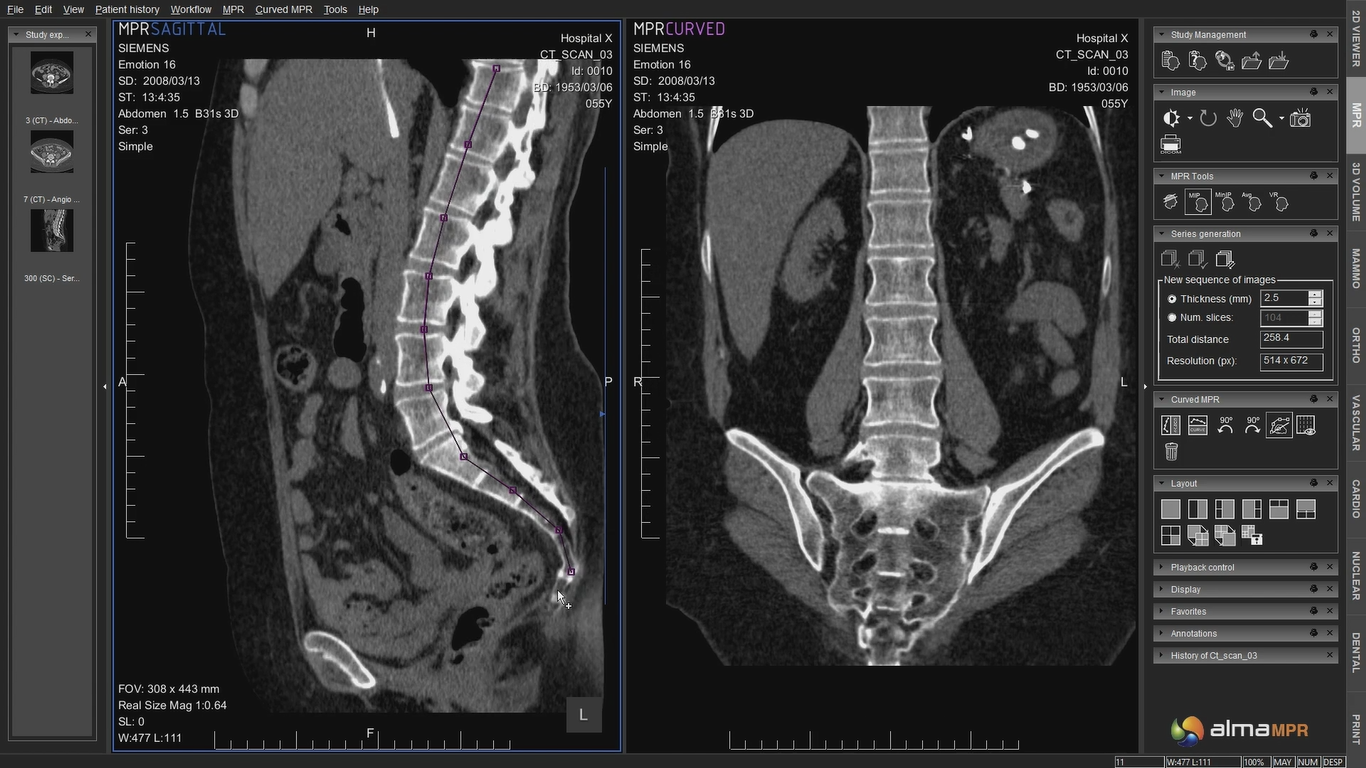 File Edit View Patient history Workflow MPR Curved MPR Tools Help
Study exp...
3 (CT) - Abdo...
7 (CT) - Angio ...
300 (SC) - Ser...
MPRSAGITTAL
SIEMENS
Emotion 16
SD: 2008/03/13
ST: 13:4:35
Abdomen 1.5 B31s 3D
Ser: 3
Simple
H
Hospital X
CT_SCAN_03
Id: 0010
BD: 1953/03/06
055Y
A
P
FOV: 308 x 443 mm
Real Size Mag 1:0.64
SL: 0
W:477 L:111
F
L
MPRCURVED
SIEMENS
Emotion 16
SD: 2008/03/13
ST: 13:4:35
Abdomen 1.5 B31s 3D
Ser: 3
Simple
Hospital X
CT_SCAN_03
Id: 0010
BD: 1953/03/06
055Y
R
L
Study Management
Image
DICOM
MPR Tools
MIP MinIP Avg VR
Series generation
New sequence of images
Thickness (mm) 2.5
Num. slices: 104
Total distance 258.4
Resolution (px): 514 x 672
Curved MPR
CURVE 90º 90º
Layout
Playback control
Display
Favorites
Annotations
History of Ct_scan_03
almaMPR
2D VIEWER
MPR
3D VOLUME
MAMMO
ORTHO
VASCULAR
CARDIO
NUCLEAR
DENTAL
PRINT
11 W:477 L:111 100% MAY NUM DESP